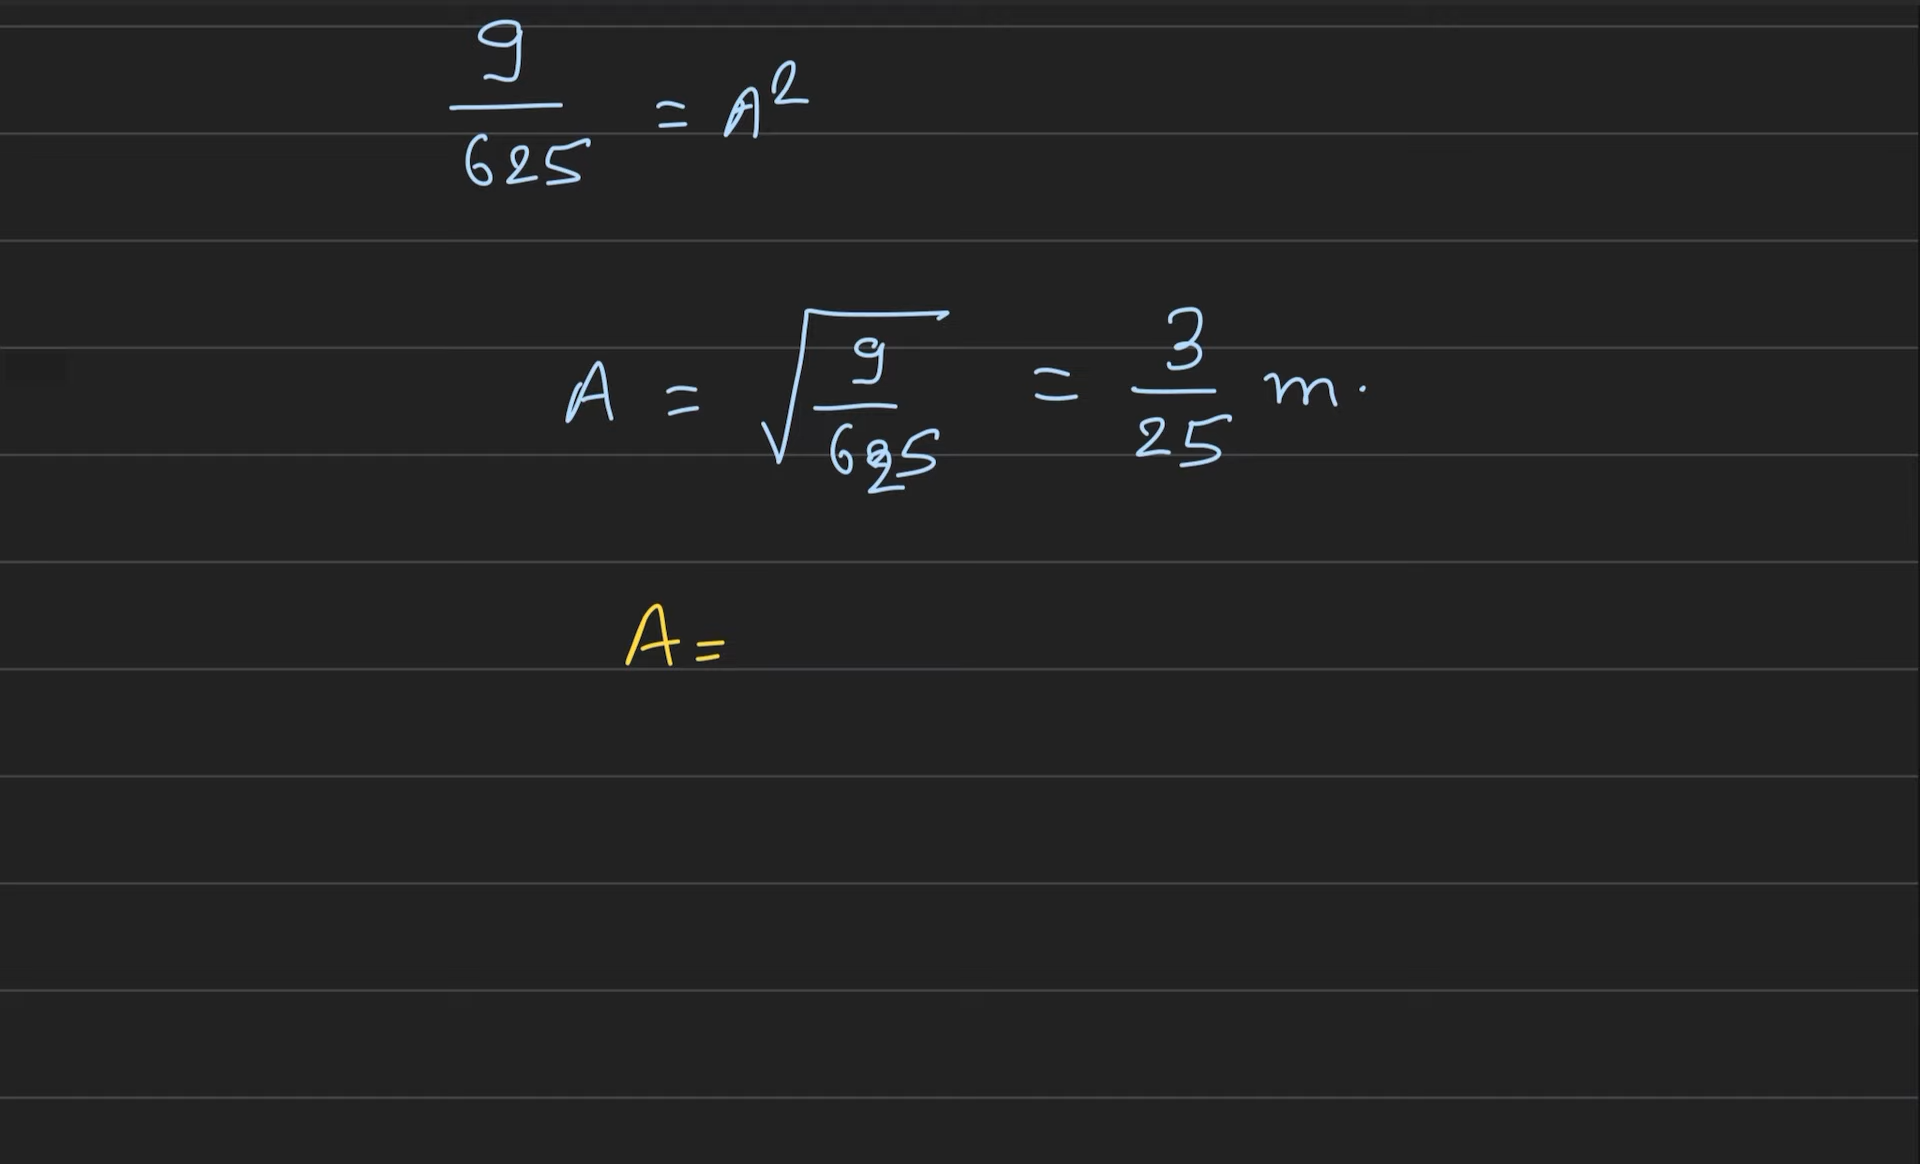 9/625 = A²
A = √(9/625) = 3/25 m.
A =